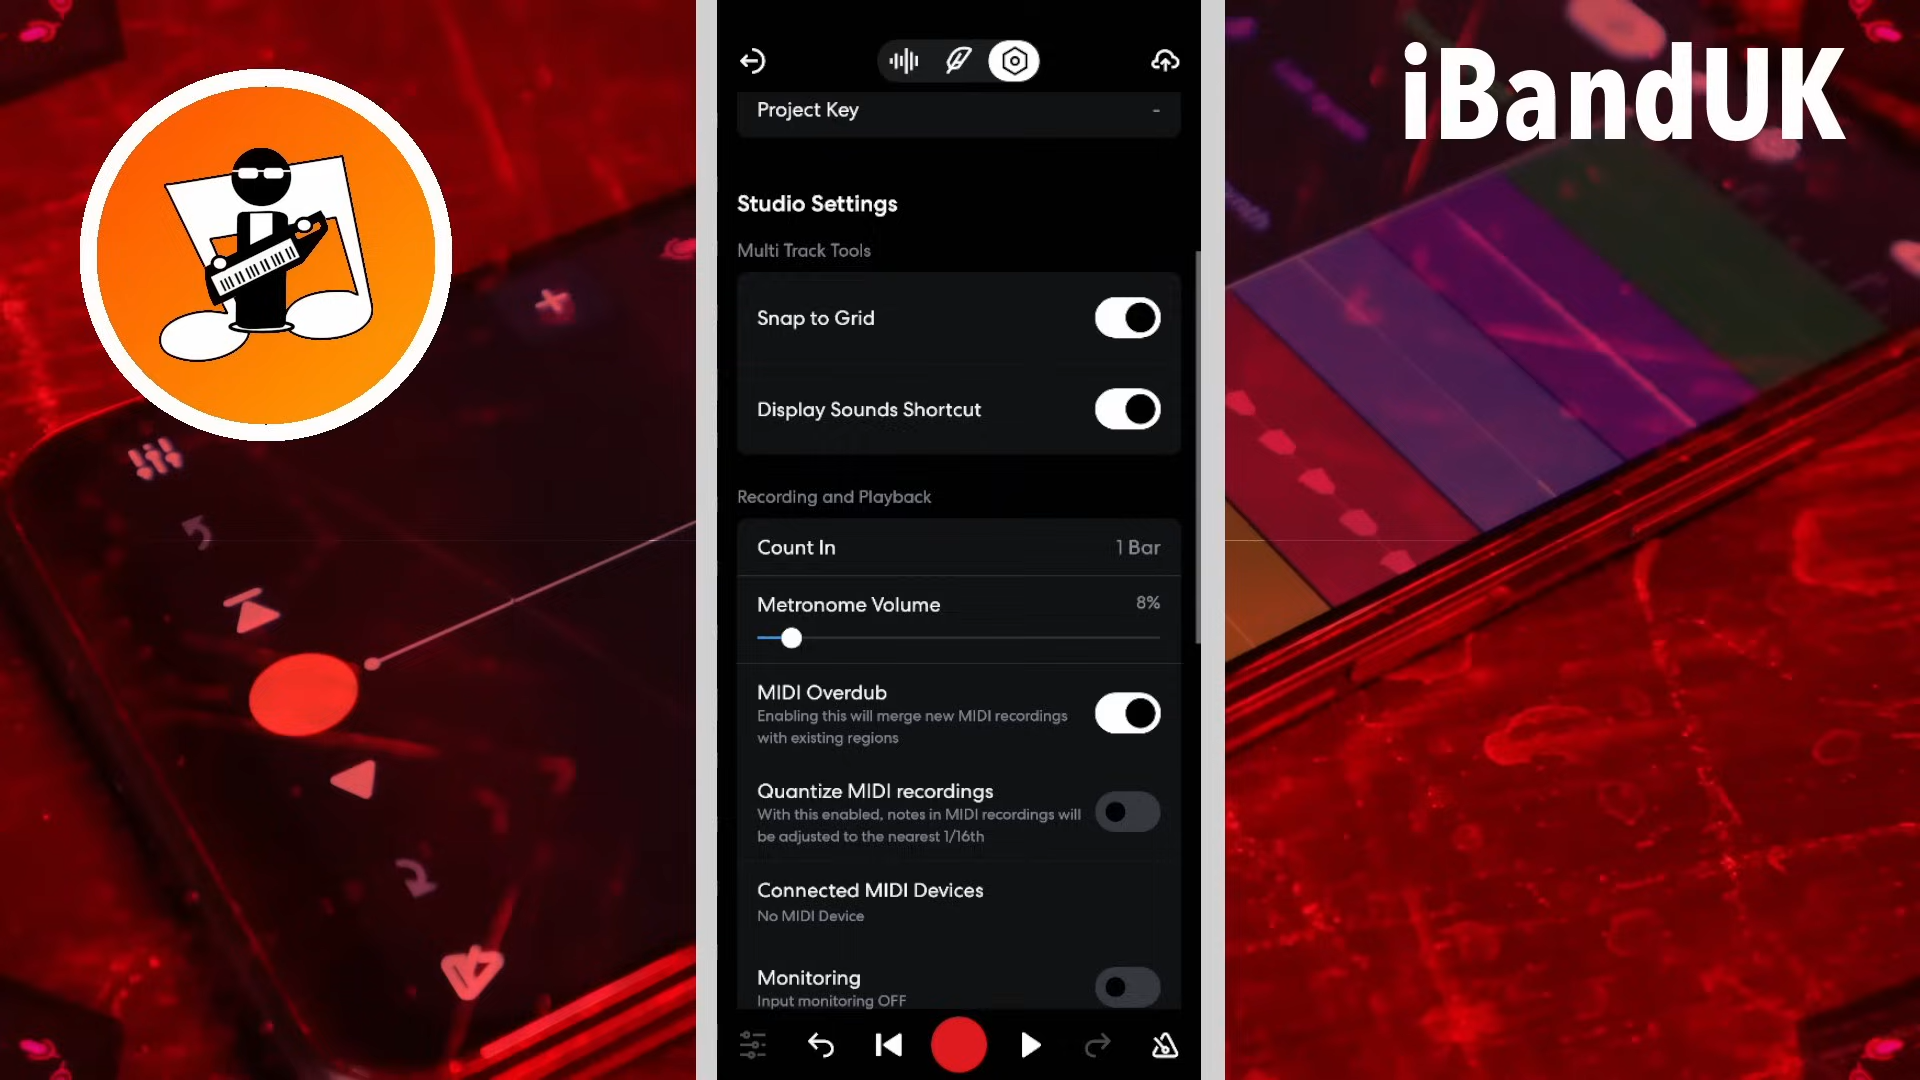 iBandUK
Project Key -
Studio Settings
Multi Track Tools
Snap to Grid
Display Sounds Shortcut
Recording and Playback
Count In 1 Bar
Metronome Volume 8%
MIDI Overdub
Enabling this will merge new MIDI recordings
with existing regions
Quantize MIDI recordings
With this enabled, notes in MIDI recordings will
be adjusted to the nearest 1/16th
Connected MIDI Devices
No MIDI Device
Monitoring
Input monitoring OFF